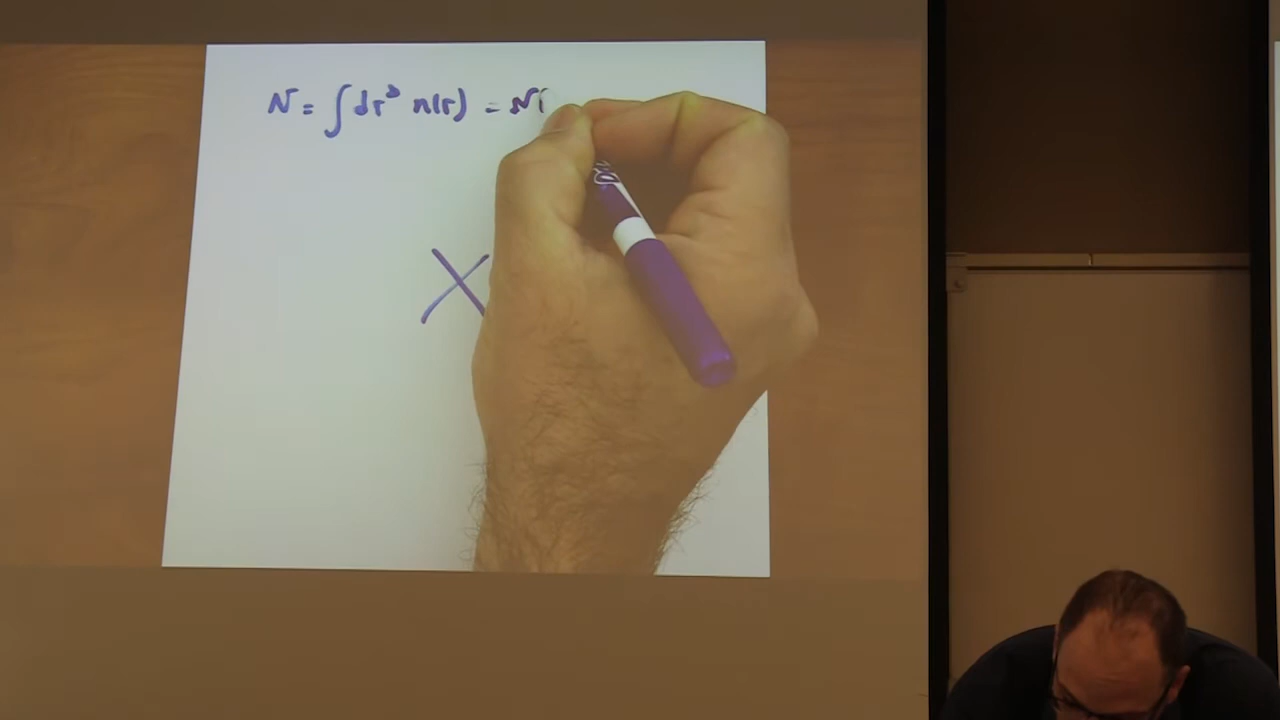 N = ∫dr³ n(r) = N(
X